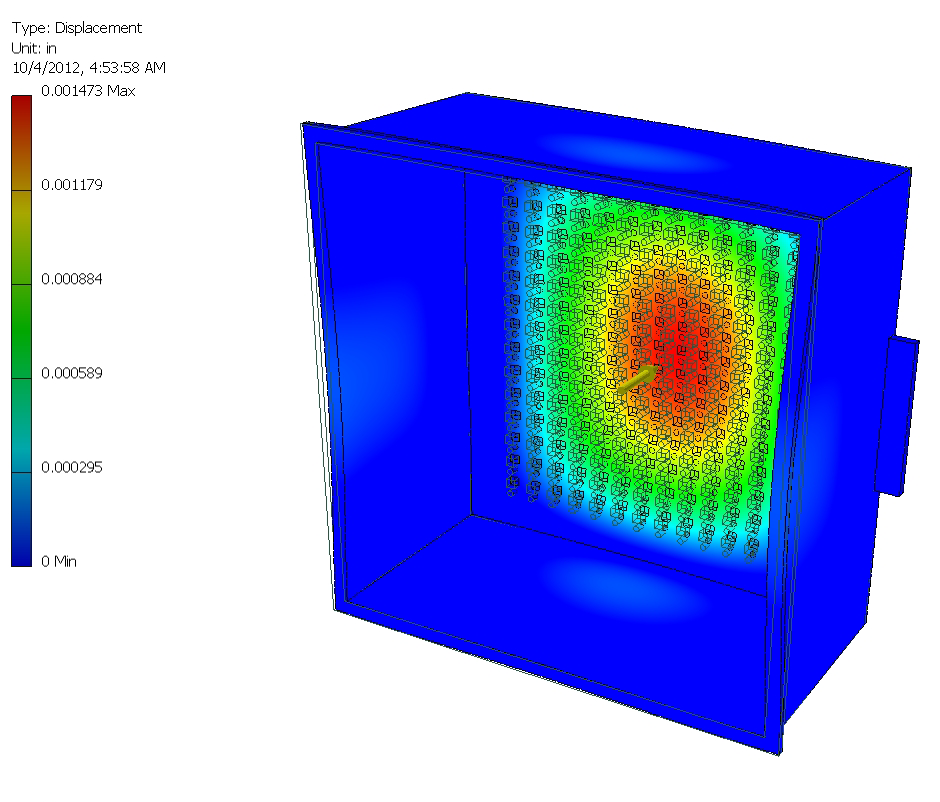 Type: Displacement
Unit: in
10/4/2012, 4:53:58 AM
0.001473 Max
0.001179
0.000884
0.000589
0.000295
0 Min